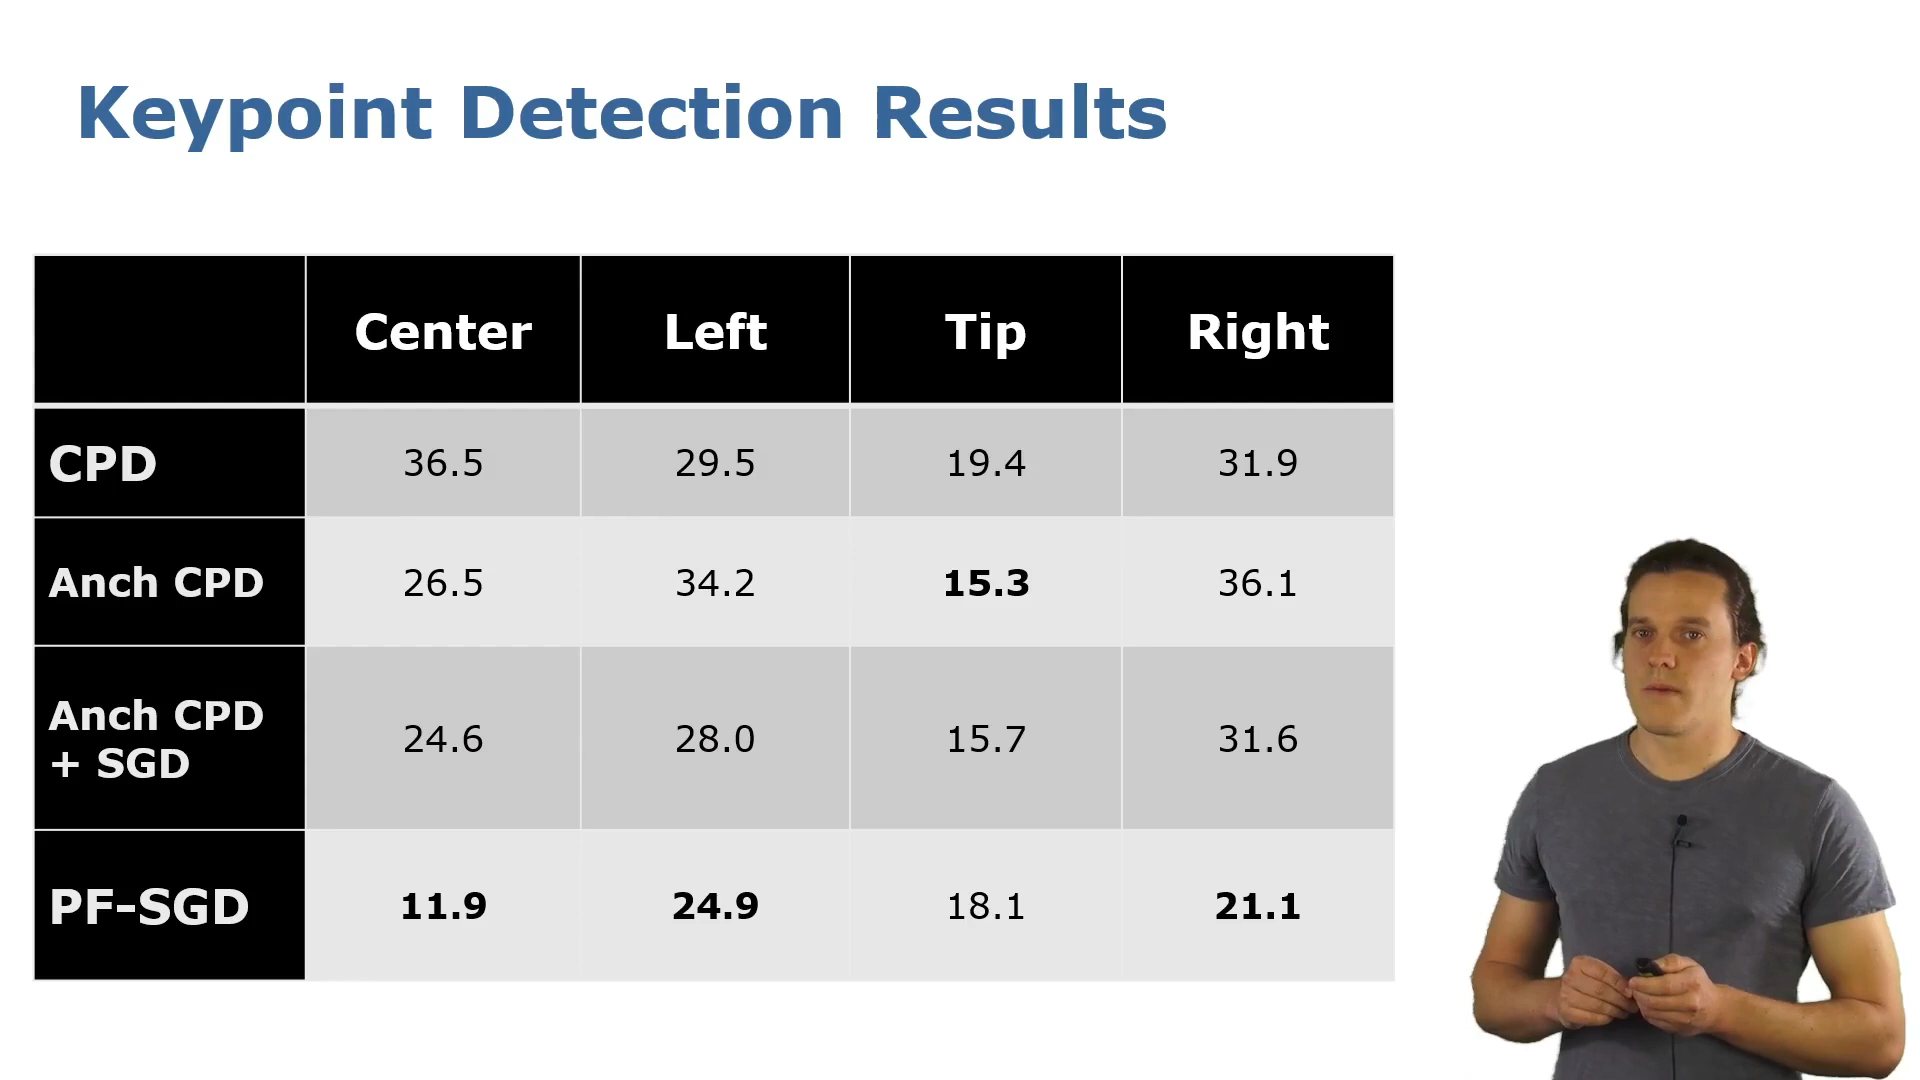 Keypoint Detection Results
Center Left Tip Right
CPD 36.5 29.5 19.4 31.9
Anch CPD 26.5 34.2 15.3 36.1
Anch CPD
+ SGD 24.6 28.0 15.7 31.6
PF-SGD 11.9 24.9 18.1 21.1